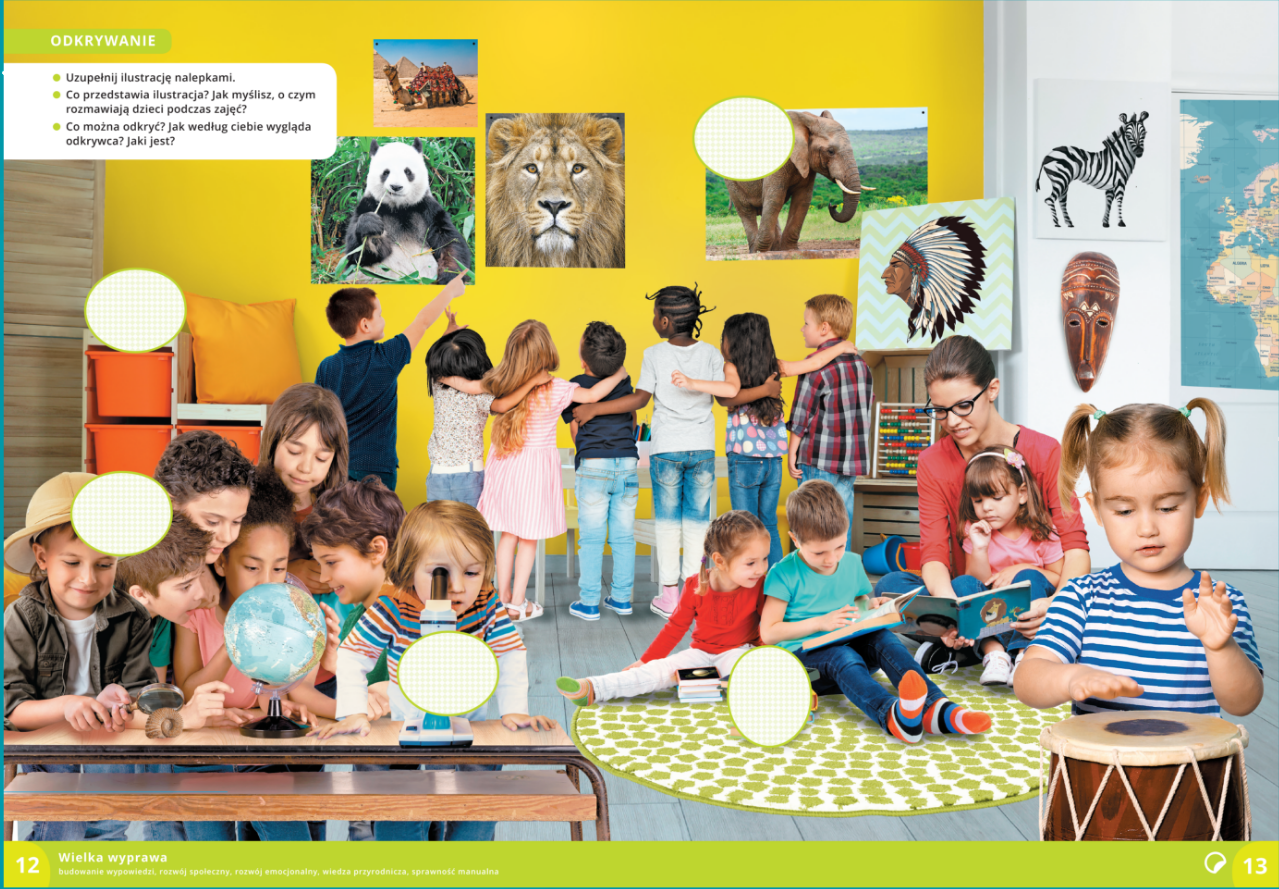 ODKRYWANIE
Uzupełnij ilustrację nalepkami.
Co przedstawia ilustracja? Jak myślisz, o czym
rozmawiają dzieci podczas zajęć?
Co można odkryć? Jak według ciebie wygląda
odkrywca? Jaki jest?
12
Wielka wyprawa
budowanie wypowiedzi, rozwój społeczny, rozwój emocjonalny, wiedza przyrodnicza, sprawność manualna
13